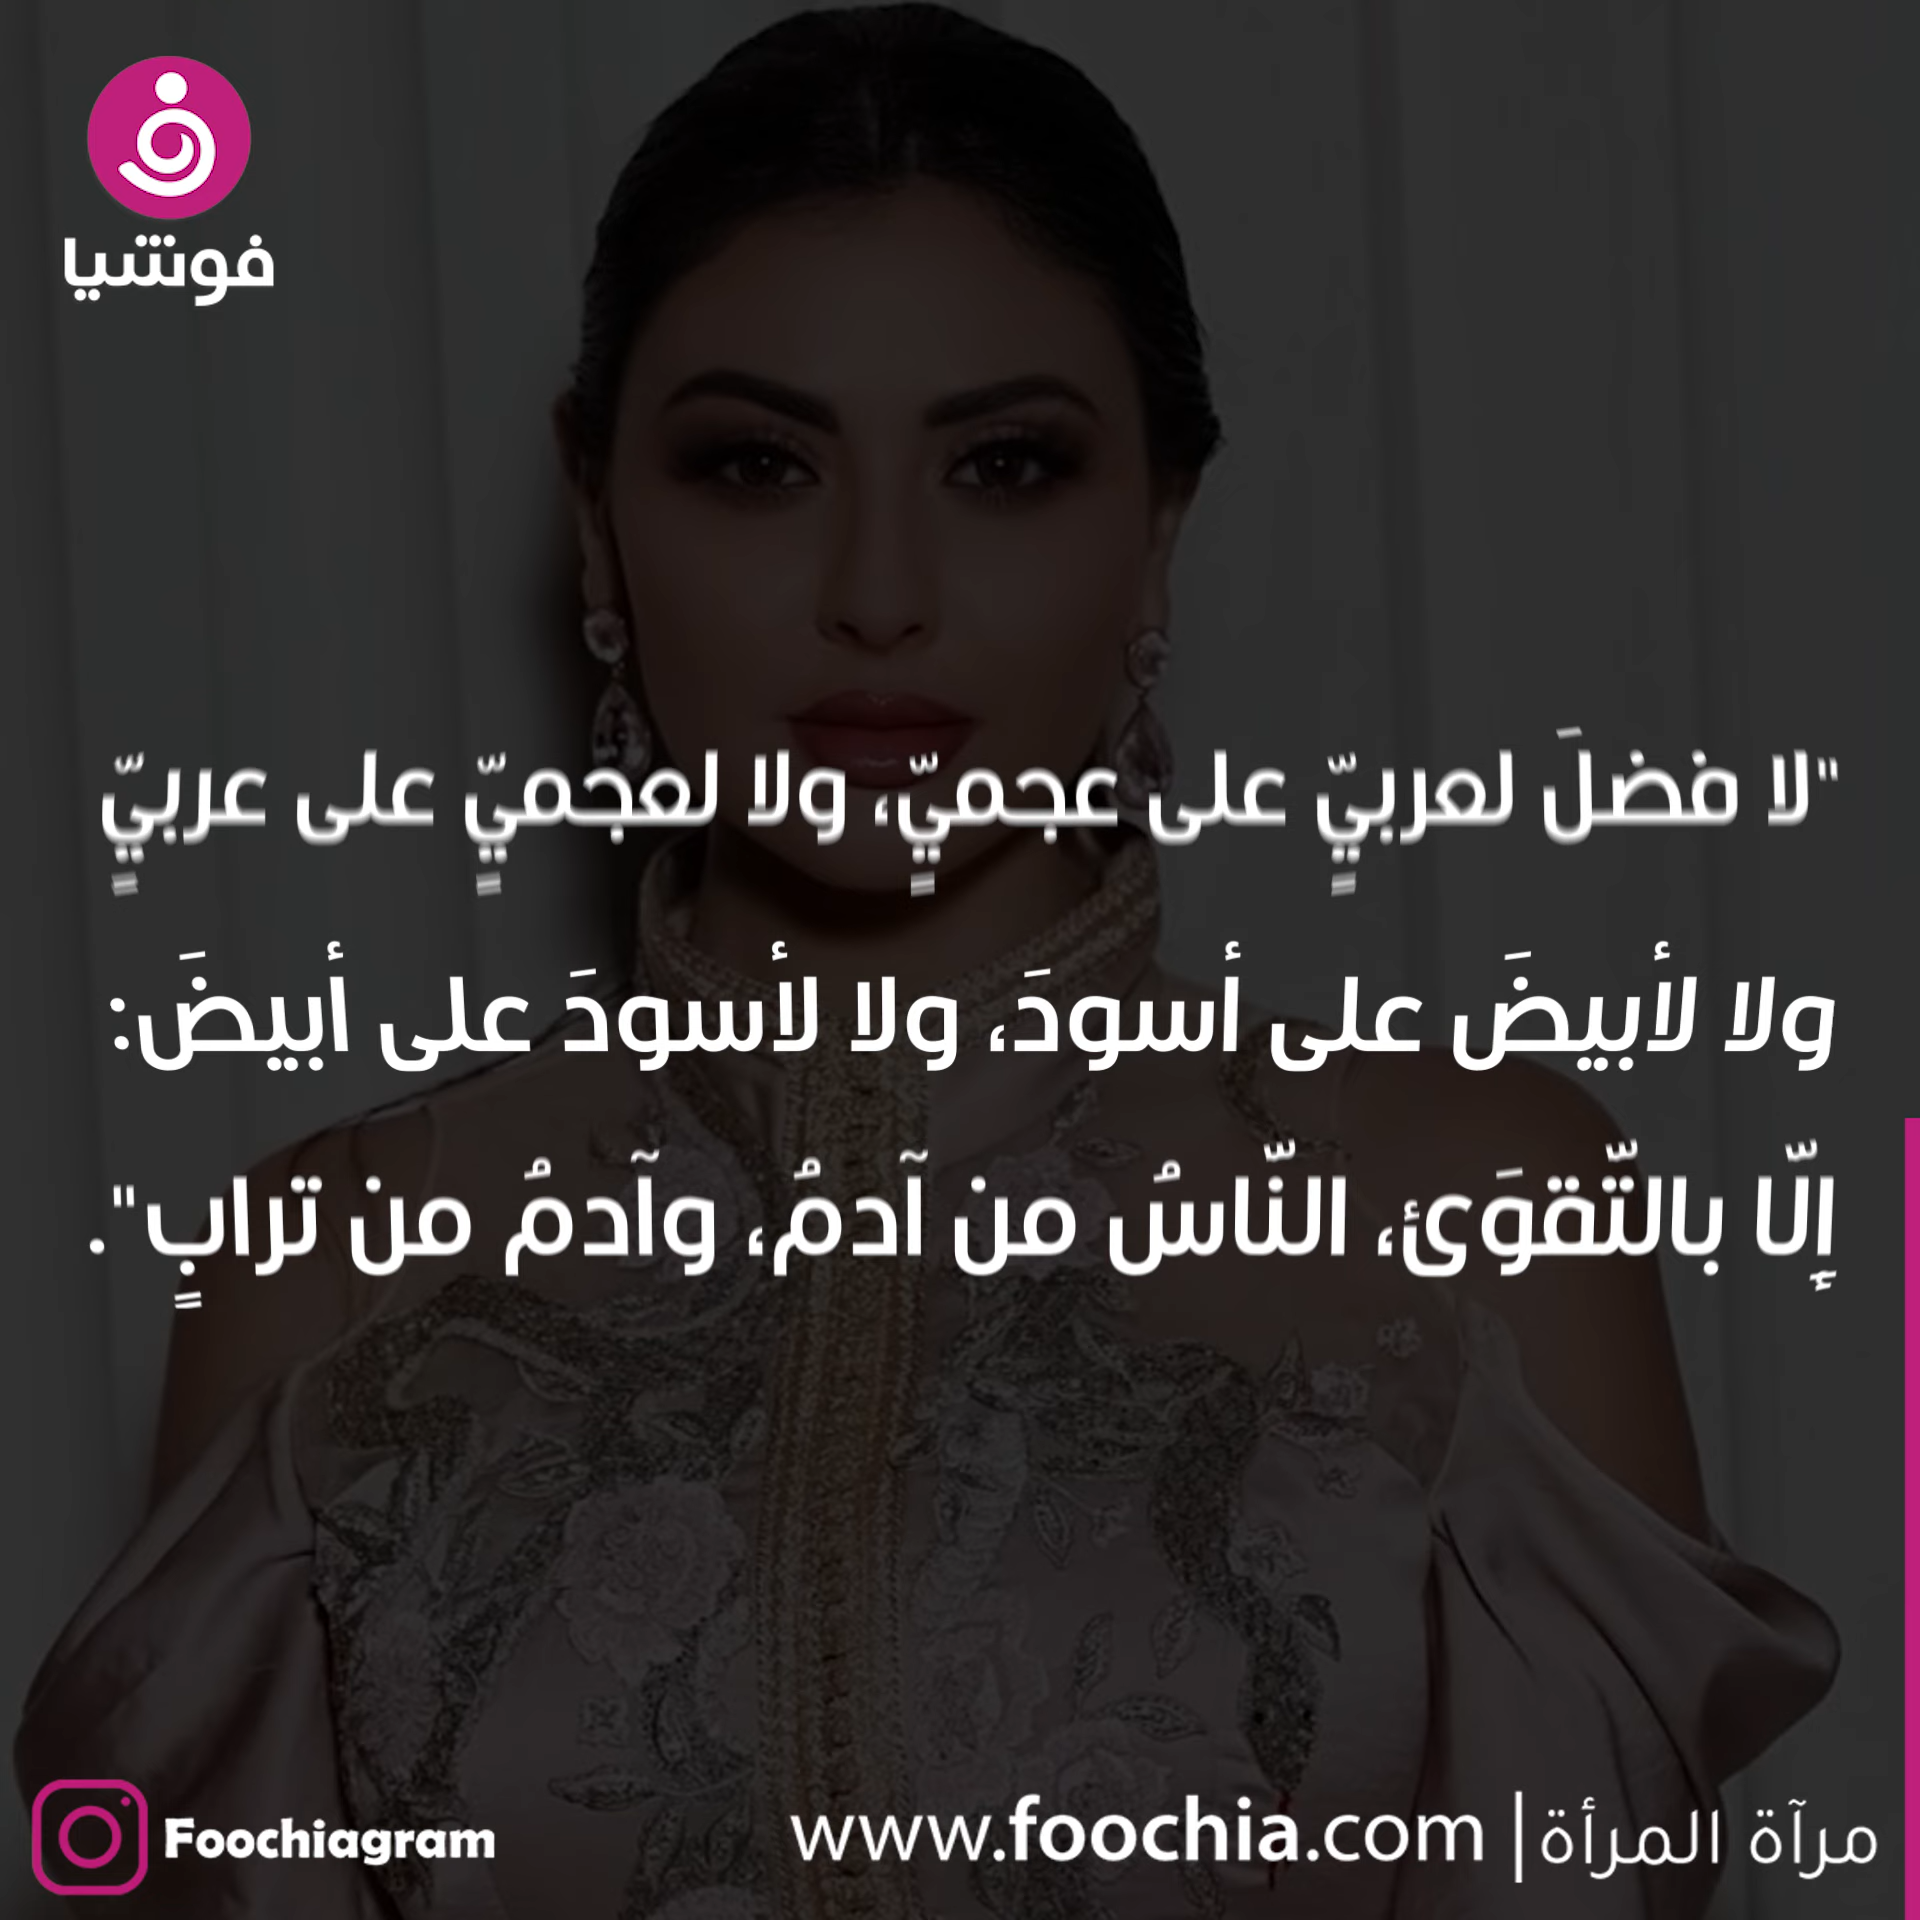 فوشيا
"لا فضلَ لعربيٍّ على عجميٍّ، ولا لعجميٍّ على عربيٍّ
ولا لأبيضَ على أسودَ، ولا لأسودَ على أبيضَ:
إلّا بالتَّقوَئ، النَّاسُ من آدمُ، وآدمُ من ترابٍ".
Foochiagram
www.foochia.com | مرآة المرأة